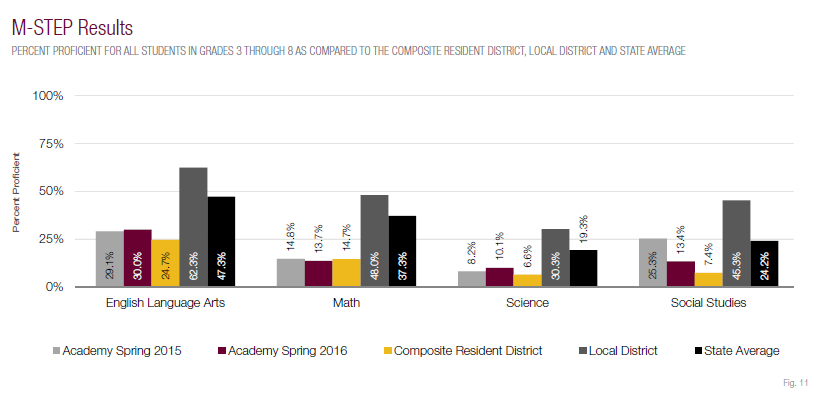 M-STEP Results
PERCENT PROFICIENT FOR ALL STUDENTS IN GRADES 3 THROUGH 8 AS COMPARED TO THE COMPOSITE RESIDENT DISTRICT, LOCAL DISTRICT AND STATE AVERAGE
Percent Proficient
100%
75%
50%
25%
0%
29.1%
30.0%
24.7%
62.3%
47.3%
14.8%
13.7%
14.7%
48.0%
37.3%
8.2%
10.1%
6.6%
30.3%
19.3%
25.3%
13.4%
7.4%
45.3%
24.2%
English Language Arts
Math
Science
Social Studies
Academy Spring 2015
Academy Spring 2016
Composite Resident District
Local District
State Average
Fig. 11